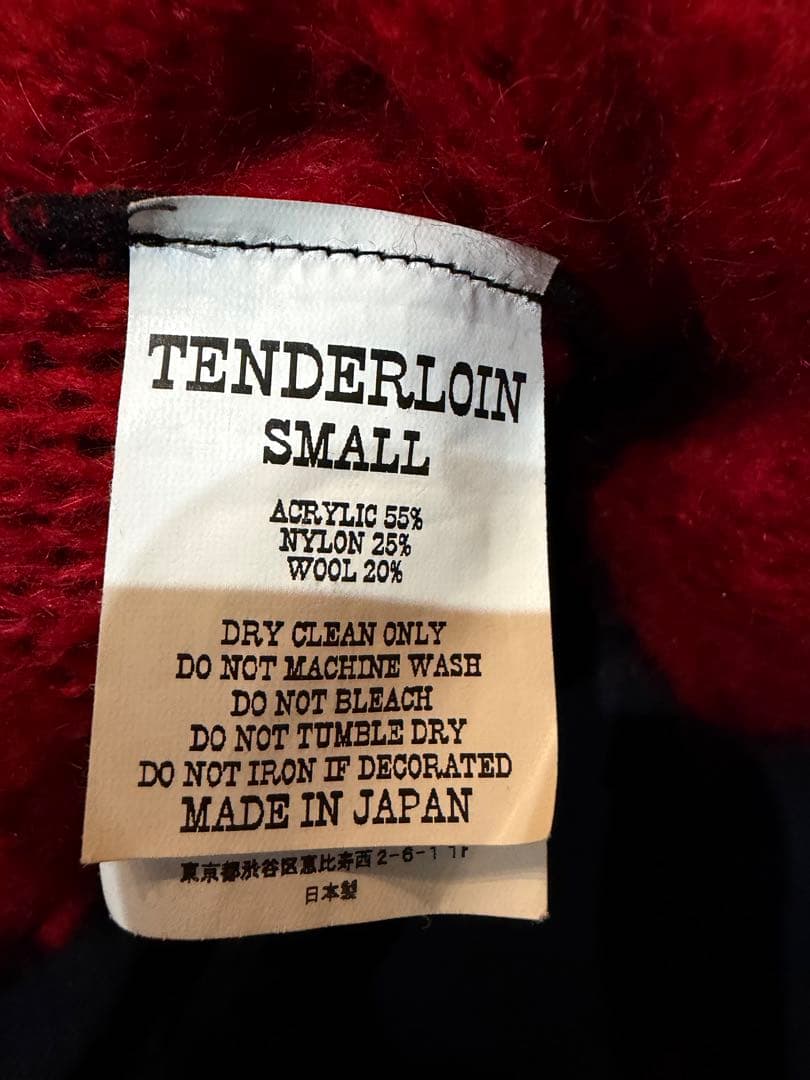 TENDERLOIN
SMALL
ACRYLIC 55%
NYLON 25%
WOOL 20%
DRY CLEAN ONLY
DO NOT MACHINE WASH
DO NOT BLEACH
DO NOT TUMBLE DRY
DO NOT IRON IF DECORATED
MADE IN JAPAN
東京都渋谷区恵比寿西2-6-1 1F
日本製